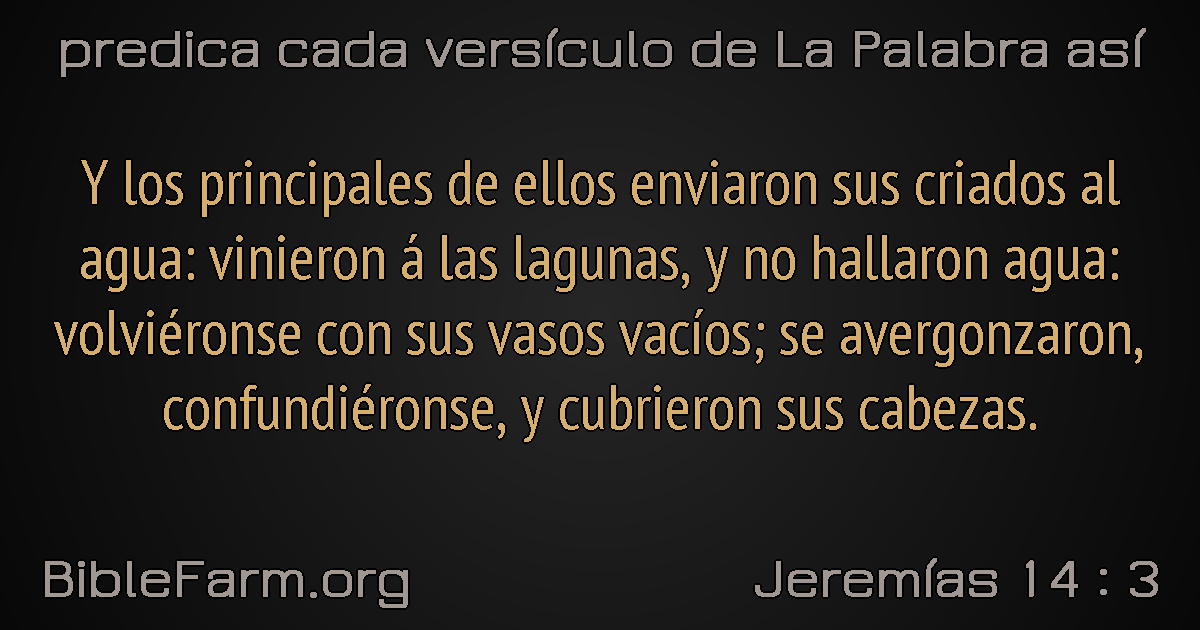 predica cada versículo de La Palabra así
Y los principales de ellos enviaron sus criados al
agua: vinieron á las lagunas, y no hallaron agua:
volviéronse con sus vasos vacíos; se avergonzaron,
confundiéronse, y cubrieron sus cabezas.
BibleFarm.org
Jeremías 14 : 3